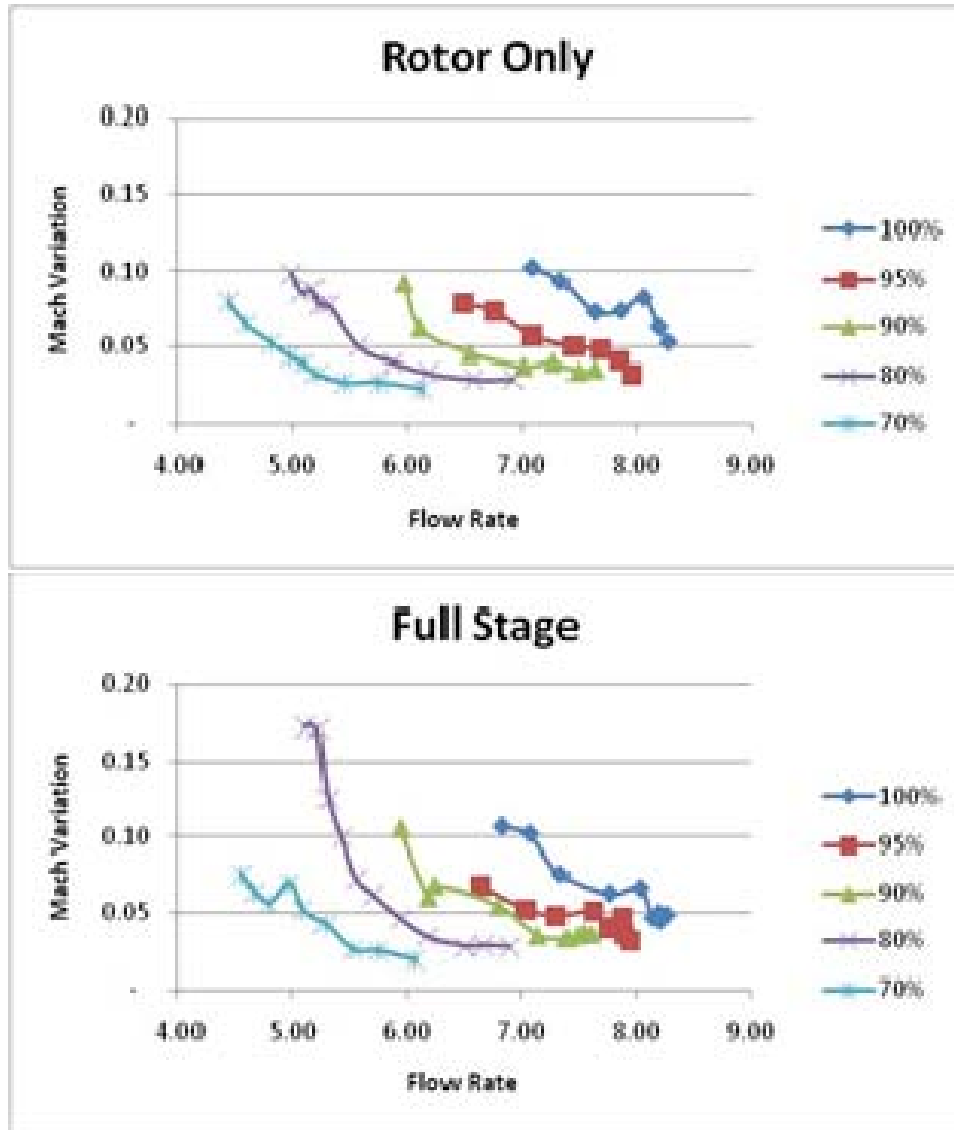 Rotor Only
0.20
0.15
0.10
0.05
-
Mach Variation
4.00 5.00 6.00 7.00 8.00 9.00
Flow Rate
100%
95%
90%
80%
70%
Full Stage
0.20
0.15
0.10
0.05
-
Mach Variation
4.00 5.00 6.00 7.00 8.00 9.00
Flow Rate
100%
95%
90%
80%
70%